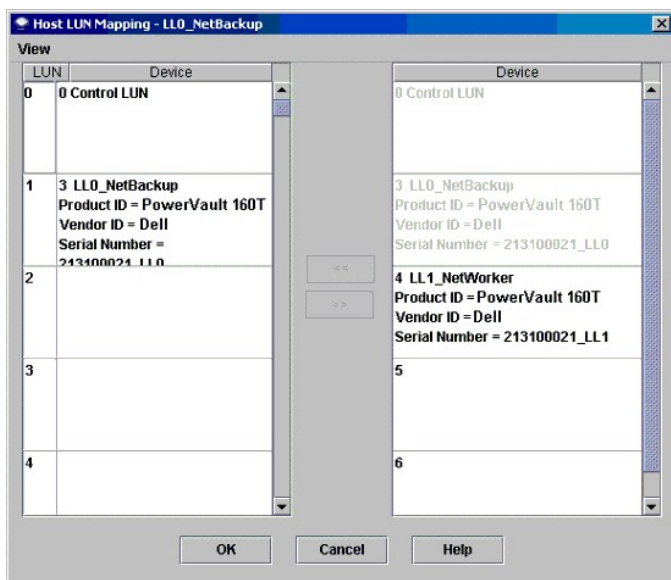 Host LUN Mapping - LL0_NetBackup
View
LUN Device
0 0 Control LUN
1 3 LL0_NetBackup
Product ID = PowerVault 160T
Vendor ID = Dell
Serial Number =
213100021_LL0
2
3
4
<<
>>
Device
0 Control LUN
3 LL0_NetBackup
Product ID = PowerVault 160T
Vendor ID = Dell
Serial Number = 213100021_LL0
4 LL1_NetWorker
Product ID = PowerVault 160T
Vendor ID = Dell
Serial Number = 213100021_LL1
5
6
OK Cancel Help